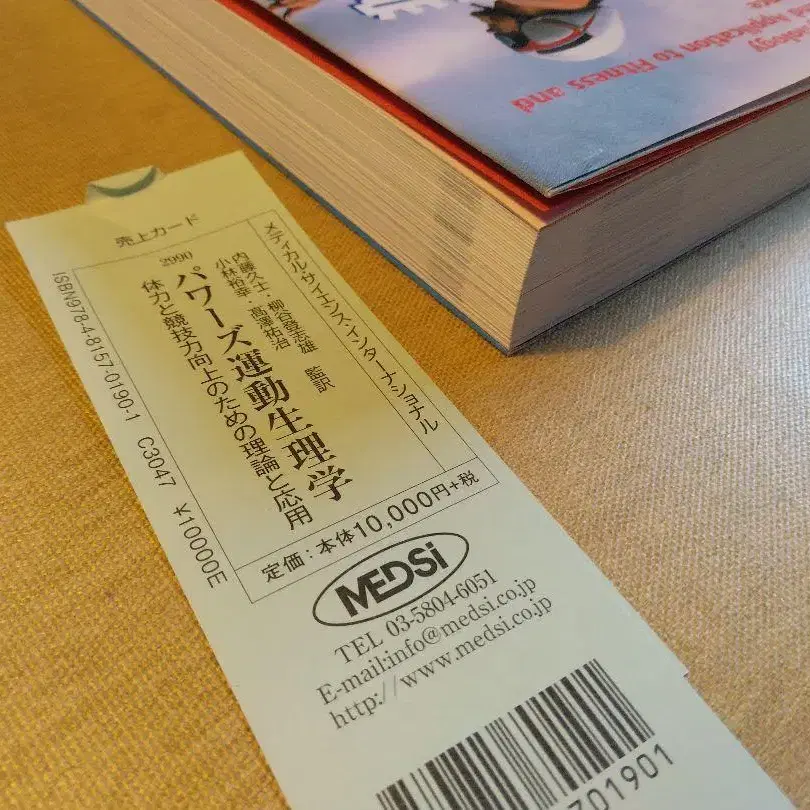 ology
Application to Fitness and
売上カード
メディカル・サイエンス・インターナショナル
内藤久士・柳谷登志雄
小林裕幸・髙澤祐治 監訳
2990
パワーズ運動生理学
体力と競技力向上のための理論と応用
定価：本体10,000円+税
ISBN978-4-8157-0190-1 C3047 ¥10000E
MEDSi
TEL 03-5804-6051
E-mail:info@medsi.co.jp
http://www.medsi.co.jp
701901